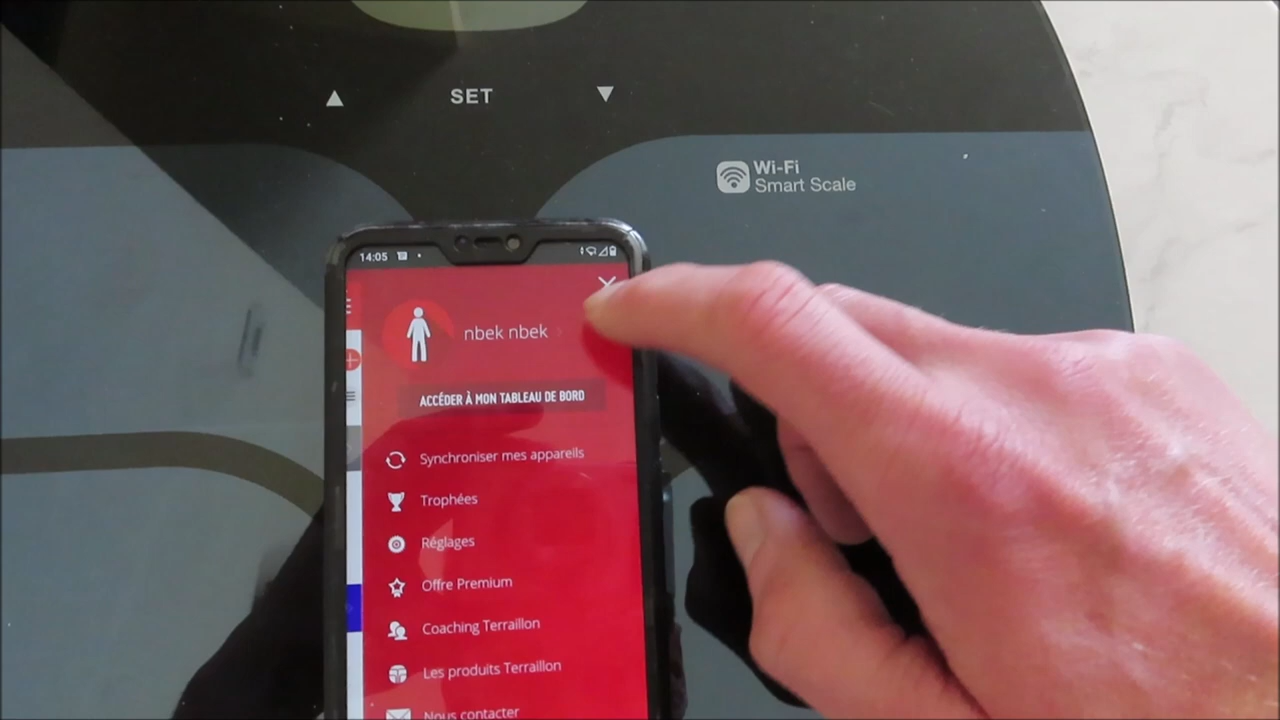 SET
Wi-Fi
Smart Scale
14:05
nbek nbek
ACCÉDER À MON TABLEAU DE BORD
Synchroniser mes appareils
Trophées
Réglages
Offre Premium
Coaching Terraillon
Les produits Terraillon
Nous contacter